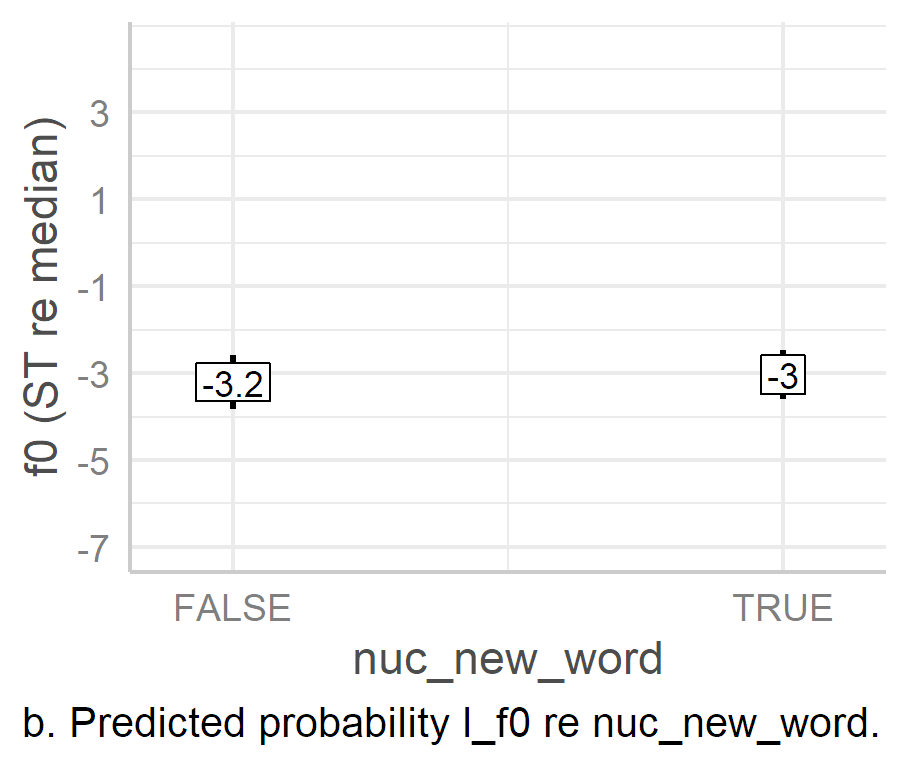 f0 (ST re median)
3
1
-1
-3
-5
-7
-3.2
-3
FALSE
TRUE
nuc_new_word
b. Predicted probability l_f0 re nuc_new_word.